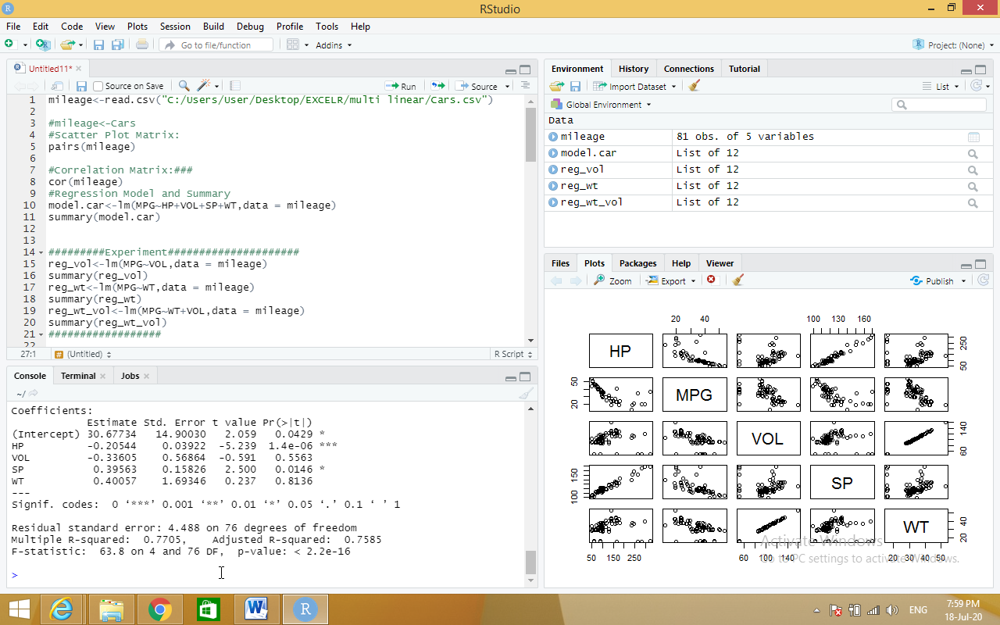 RStudio
File Edit Code View Plots Session Build Debug Profile Tools Help
Go to file/function Addins Project: (None)
Untitled11*
Source on Save Run Source
1 mileage<-read.csv("C:/Users/User/Desktop/EXCELR/multi linear/Cars.csv")
2
3 #mileage<-Cars
4 #Scatter Plot Matrix:
5 pairs(mileage)
6
7 #Correlation Matrix:###
8 cor(mileage)
9 #Regression Model and Summary
10 model.car<-lm(MPG~HP+VOL+SP+WT,data = mileage)
11 summary(model.car)
12
13
14 #########Experiment#####################
15 reg_vol<-lm(MPG~VOL,data = mileage)
16 summary(reg_vol)
17 reg_wt<-lm(MPG~WT,data = mileage)
18 summary(reg_wt)
19 reg_wt_vol<-lm(MPG~WT+VOL,data = mileage)
20 summary(reg_wt_vol)
21 ##################
22
27:1 # (Untitled) R Script
Console Terminal Jobs
~/
Coefficients:
Estimate Std. Error t value Pr(>|t|)
(Intercept) 30.67734 14.90030 2.059 0.0429 *
HP -0.20544 0.03922 -5.239 1.4e-06 ***
VOL -0.33605 0.56864 -0.591 0.5563
SP 0.39563 0.15826 2.500 0.0146 *
WT 0.40057 1.69346 0.237 0.8136
---
Signif. codes: 0 ‘***’ 0.001 ‘**’ 0.01 ‘*’ 0.05 ‘.’ 0.1 ‘ ’ 1
Residual standard error: 4.488 on 76 degrees of freedom
Multiple R-squared: 0.7705, Adjusted R-squared: 0.7585
F-statistic: 63.8 on 4 and 76 DF, p-value: < 2.2e-16
>
Environment History Connections Tutorial
Import Dataset List
Global Environment
Data
mileage 81 obs. of 5 variables
model.car List of 12
reg_vol List of 12
reg_wt List of 12
reg_wt_vol List of 12
Files Plots Packages Help Viewer
Zoom Export Publish
20 40 100 130 160
HP 50 250
20 50 MPG
VOL 60 140
100 150 SP
WT 20 40
50 150 250 60 100 140 20 30 40 50
Activate Windows
Go to PC settings to activate Windows.
ENG 7:59 PM
18-Jul-20